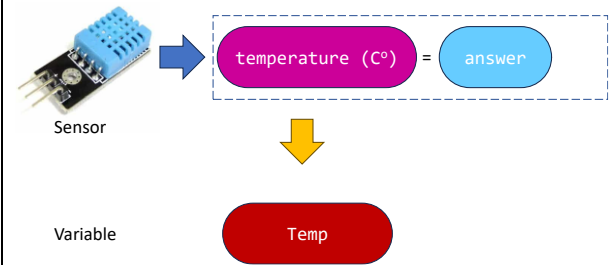 temperature (Cº) = answer
Sensor
Variable Temp